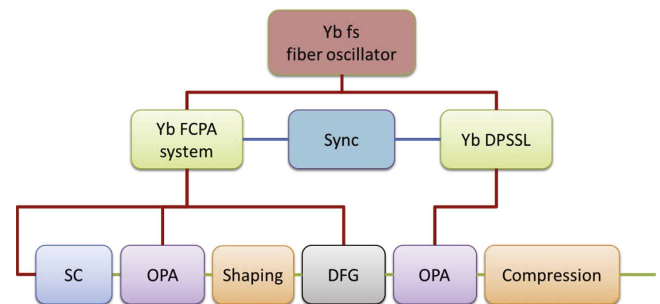 Yb fs
fiber oscillator
Yb FCPA
system
Sync
Yb DPSSL
SC
OPA
Shaping
DFG
OPA
Compression